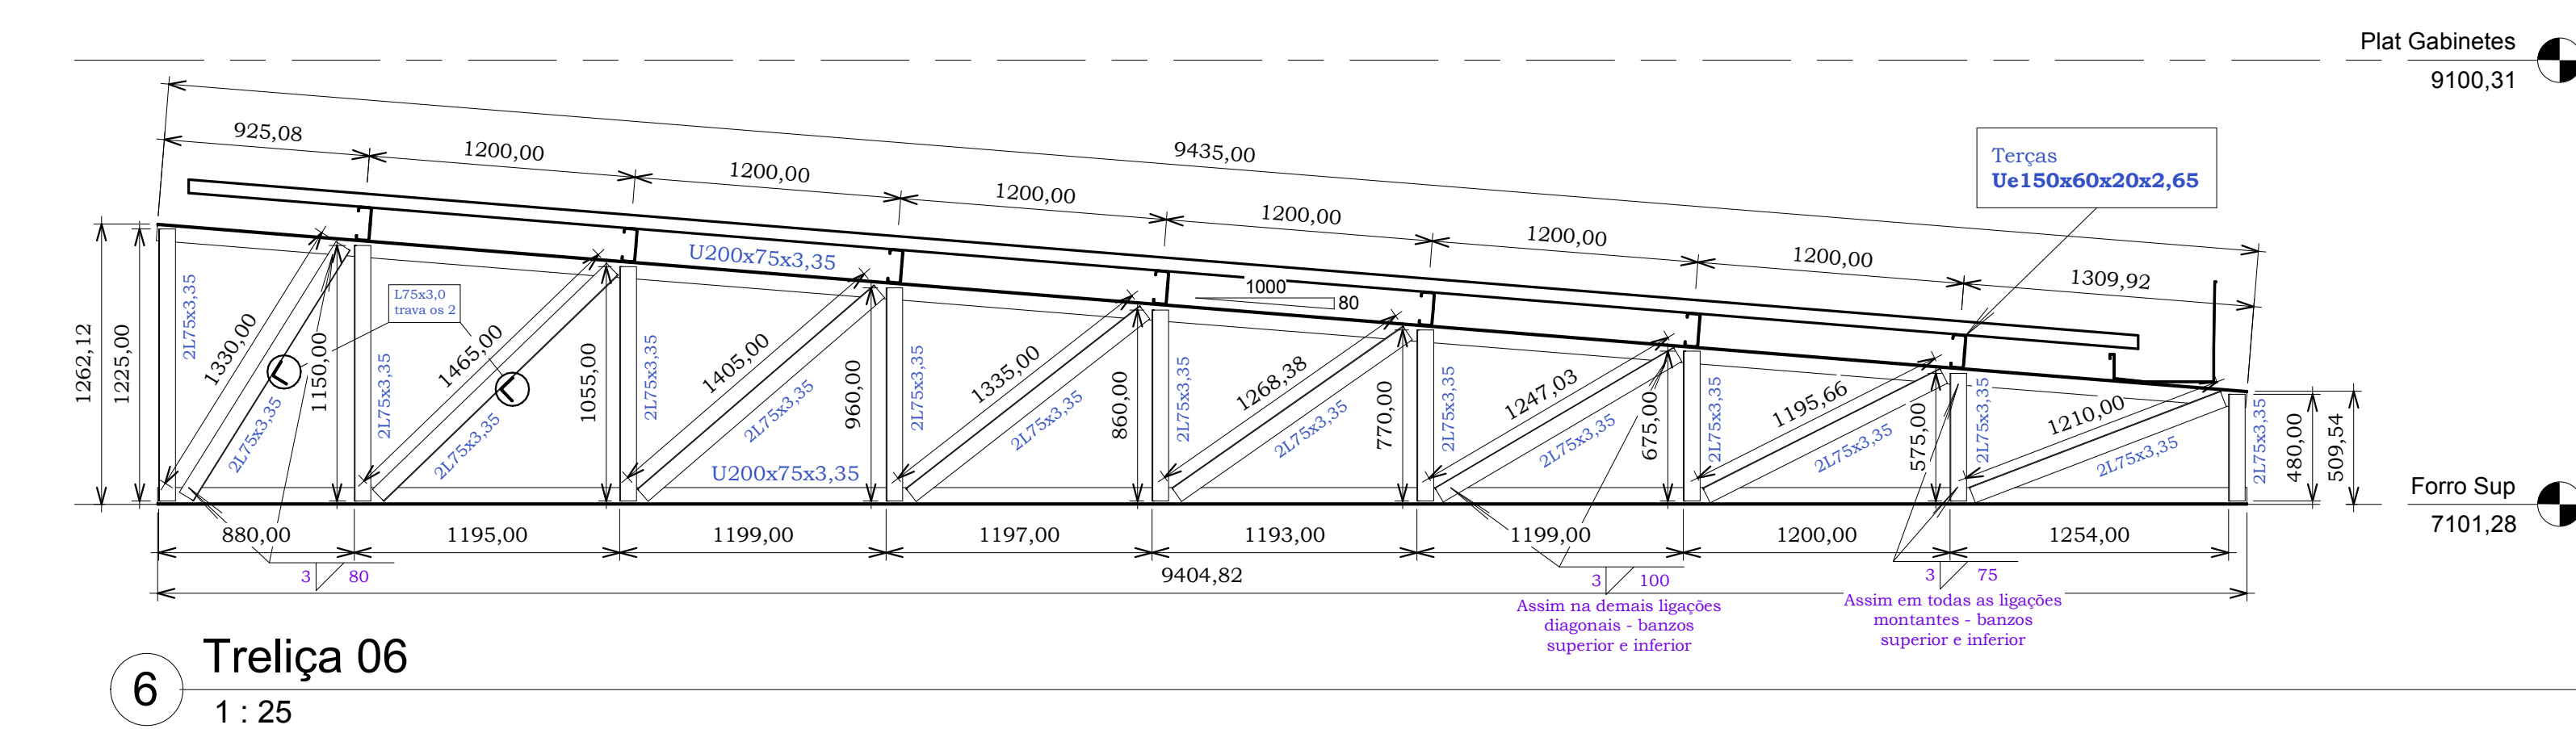 Plat Gabinetes
9100,31
9435,00
925,08
1200,00
1200,00
1200,00
1200,00
1200,00
1200,00
1309,92
Terças
Ue150x60x20x2,65
U200x75x3,35
1000
80
L75x3,0
trava os 2
1262,12
1225,00
2L75x3,35
1330,00
2L75x3,35
1150,00
2L75x3,35
1465,00
2L75x3,35
1055,00
2L75x3,35
1405,00
2L75x3,35
960,00
2L75x3,35
1335,00
2L75x3,35
860,00
2L75x3,35
1268,38
2L75x3,35
770,00
2L75x3,35
1247,03
2L75x3,35
675,00
2L75x3,35
1195,66
2L75x3,35
575,00
2L75x3,35
1210,00
2L75x3,35
2L75x3,35
480,00
509,54
U200x75x3,35
Forro Sup
7101,28
880,00
1195,00
1199,00
1197,00
1193,00
1199,00
1200,00
1254,00
9404,82
3 80
3 100
Assim na demais ligações
diagonais - banzos
superior e inferior
3 75
Assim em todas as ligações
montantes - banzos
superior e inferior
6
Treliça 06
1 : 25